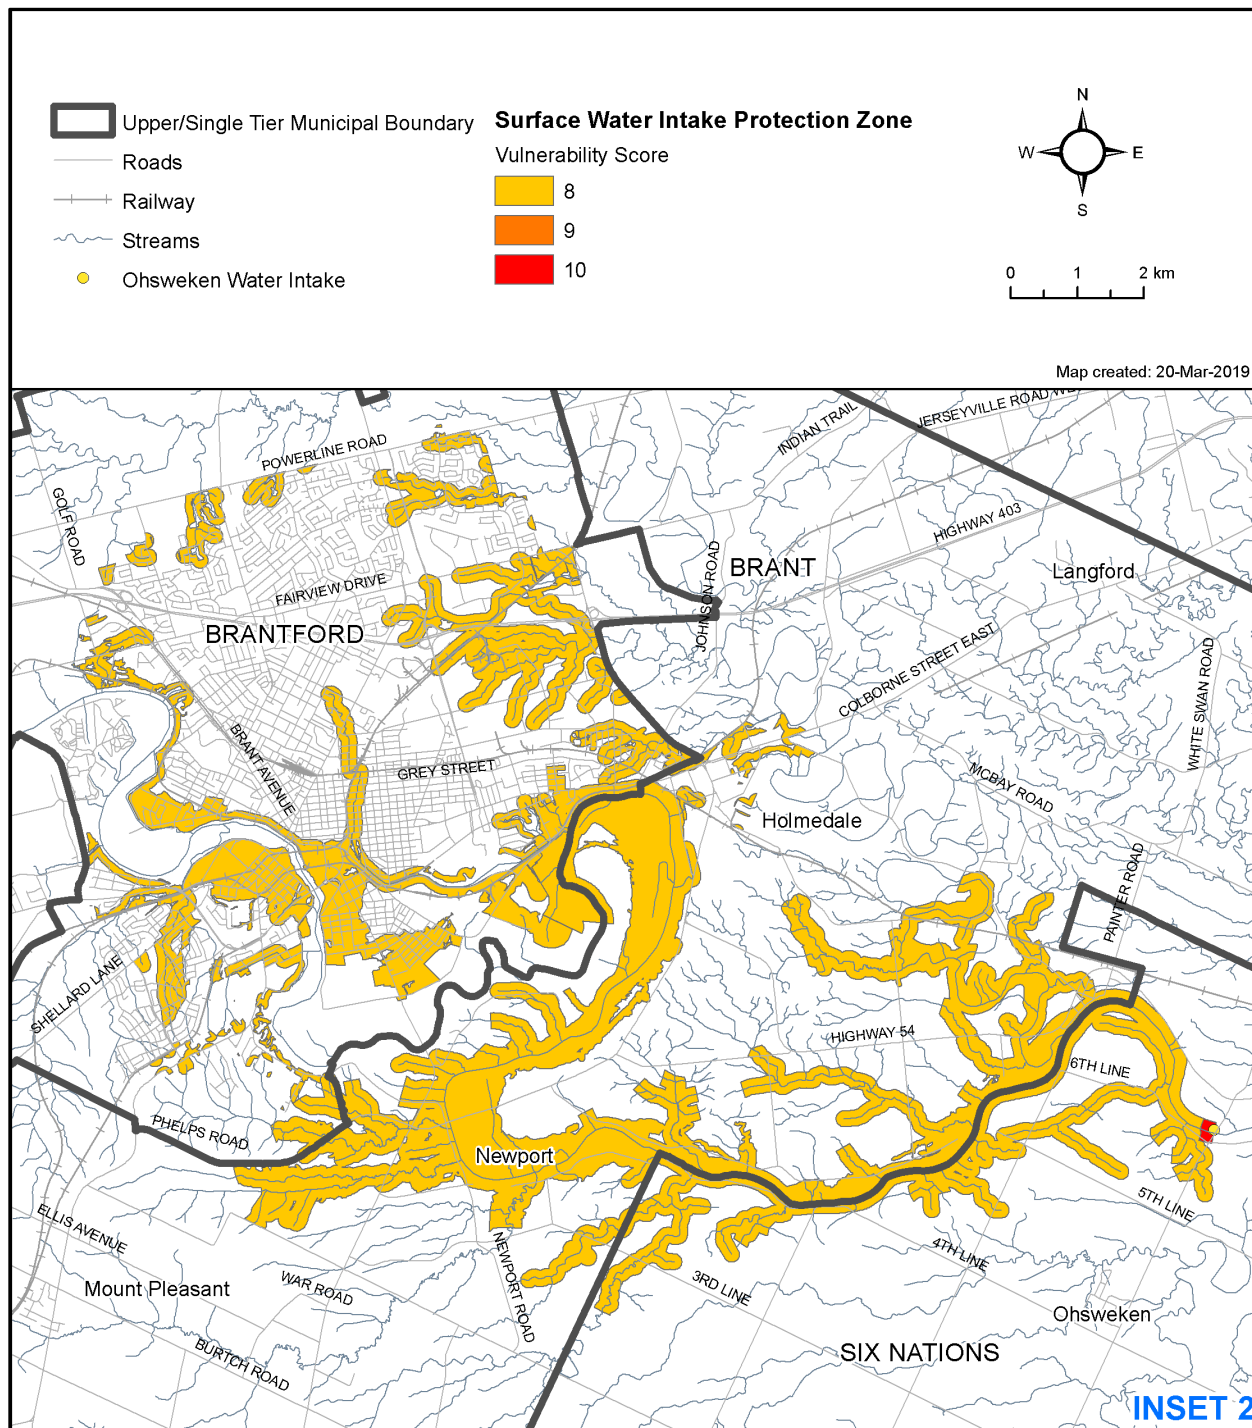 Upper/Single Tier Municipal Boundary
Roads
Railway
Streams
Ohsweken Water Intake
Surface Water Intake Protection Zone
Vulnerability Score
8
9
10
N
W
E
S
0 1 2 km
Map created: 20-Mar-2019
POWERLINE ROAD
GOLF ROAD
INDIAN TRAIL
JERSEYVILLE ROAD WE
HIGHWAY 403
JOHNSON ROAD
BRANT
Langford
FAIRVIEW DRIVE
BRANTFORD
COLBORNE STREET EAST
WHITE SWAN ROAD
BRANT AVENUE
GREY STREET
MCBAY ROAD
Holmedale
PAINTER ROAD
SHELLARD LANE
HIGHWAY 54
6TH LINE
PHELPS ROAD
Newport
5TH LINE
ELLIS AVENUE
NEWPORT ROAD
4TH LINE
Mount Pleasant
WAR ROAD
3RD LINE
Ohsweken
BURTCH ROAD
SIX NATIONS
INSET 2